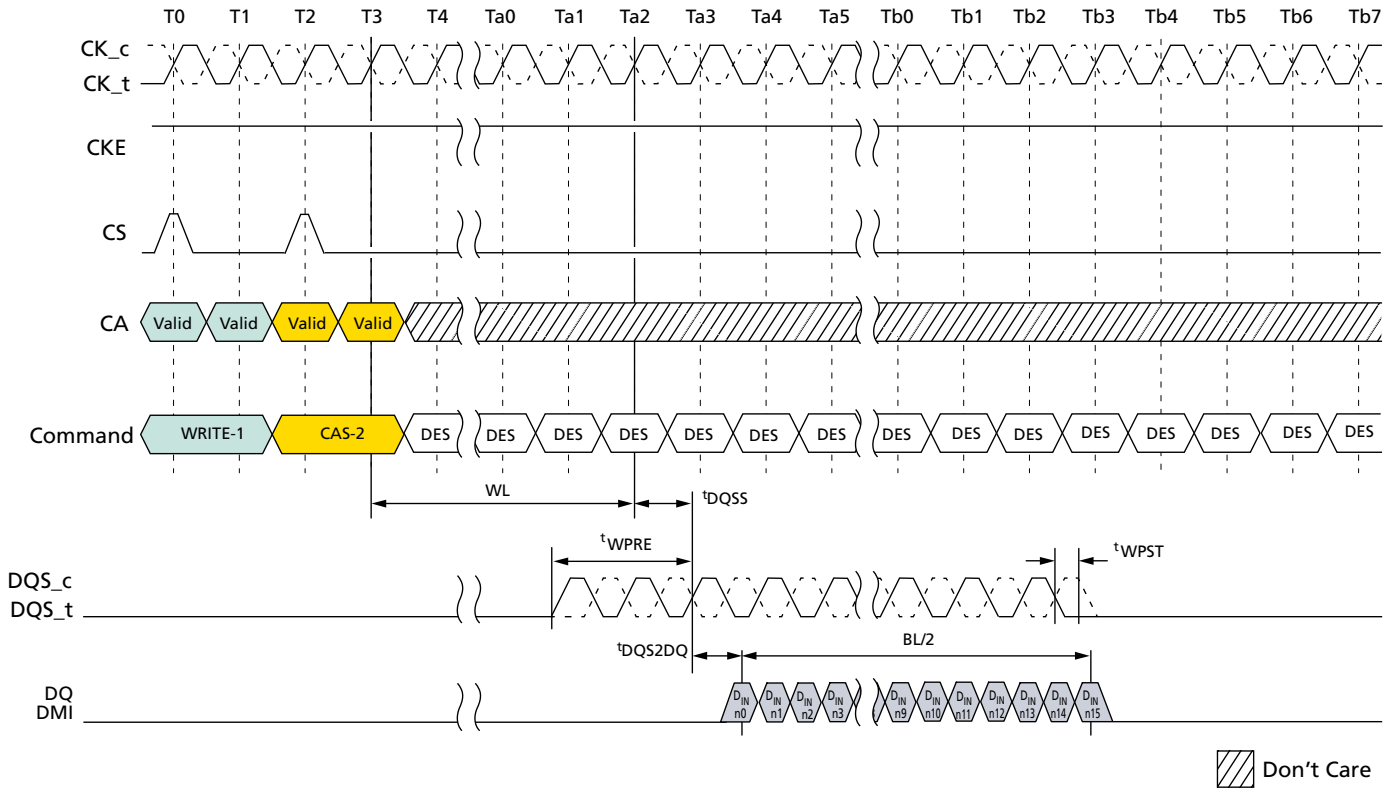 T0 T1 T2 T3 T4 Ta0 Ta1 Ta2 Ta3 Ta4 Ta5 Tb0 Tb1 Tb2 Tb3 Tb4 Tb5 Tb6 Tb7
CK_c
CK_t
CKE
CS
CA Valid Valid Valid Valid
Command WRITE-1 CAS-2 DES DES DES DES DES DES DES DES DES DES DES DES DES DES DES
WL tDQSS
tWPRE tWPST
DQS_c
DQS_t
tDQS2DQ BL/2
DQ
DMI
DIN n0 DIN n1 DIN n2 DIN n3 DIN n9 DIN n10 DIN n11 DIN n12 DIN n13 DIN n14 DIN n15
Don't Care